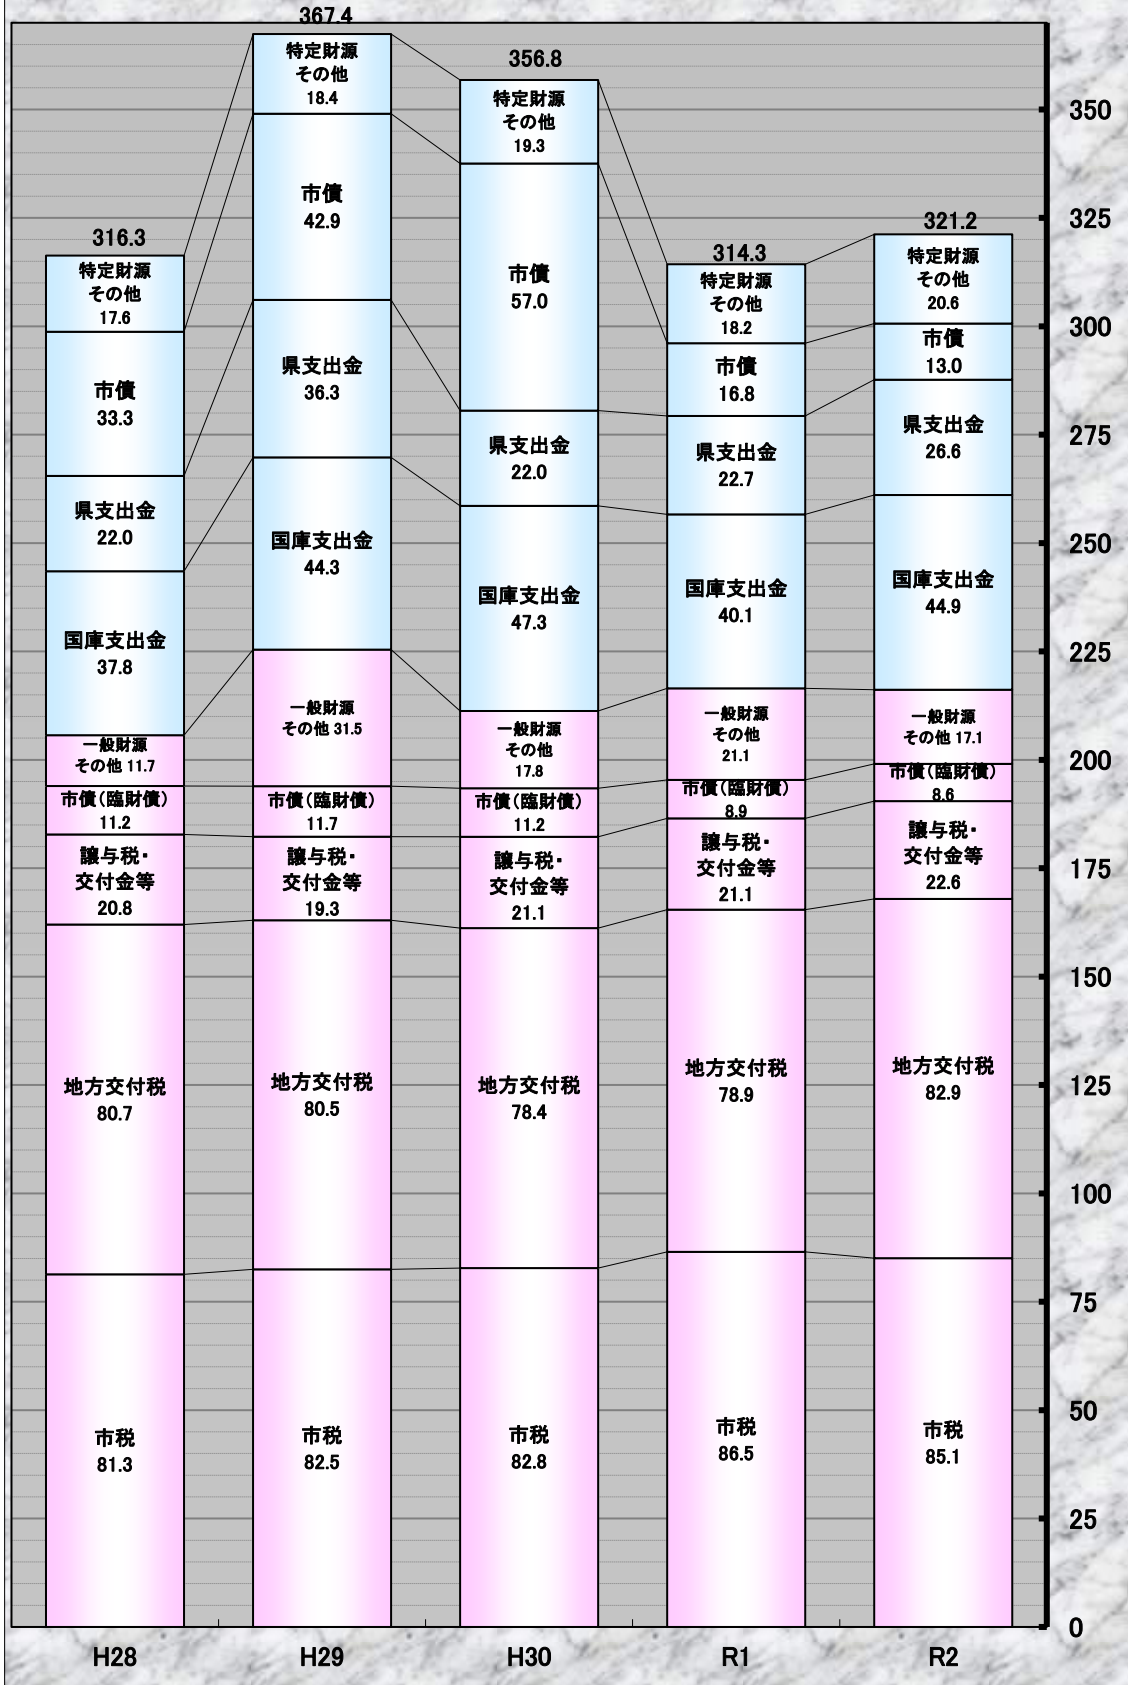 367.4
特定財源
その他
18.4
市債
42.9
県支出金
36.3
国庫支出金
44.3
一般財源
その他 31.5
市債(臨財債)
11.7
譲与税・
交付金等
19.3
地方交付税
80.5
市税
82.5
H29
316.3
特定財源
その他
17.6
市債
33.3
県支出金
22.0
国庫支出金
37.8
一般財源
その他 11.7
市債(臨財債)
11.2
譲与税・
交付金等
20.8
地方交付税
80.7
市税
81.3
H28
356.8
特定財源
その他
19.3
市債
57.0
県支出金
22.0
国庫支出金
47.3
一般財源
その他
17.8
市債(臨財債)
11.2
譲与税・
交付金等
21.1
地方交付税
78.4
市税
82.8
H30
314.3
特定財源
その他
18.2
市債
16.8
県支出金
22.7
国庫支出金
40.1
一般財源
その他
21.1
市債(臨財債)
8.9
譲与税・
交付金等
21.1
地方交付税
78.9
市税
86.5
R1
321.2
特定財源
その他
20.6
市債
13.0
県支出金
26.6
国庫支出金
44.9
一般財源
その他 17.1
市債(臨財債)
8.6
譲与税・
交付金等
22.6
地方交付税
82.9
市税
85.1
R2
350
325
300
275
250
225
200
175
150
125
100
75
50
25
0